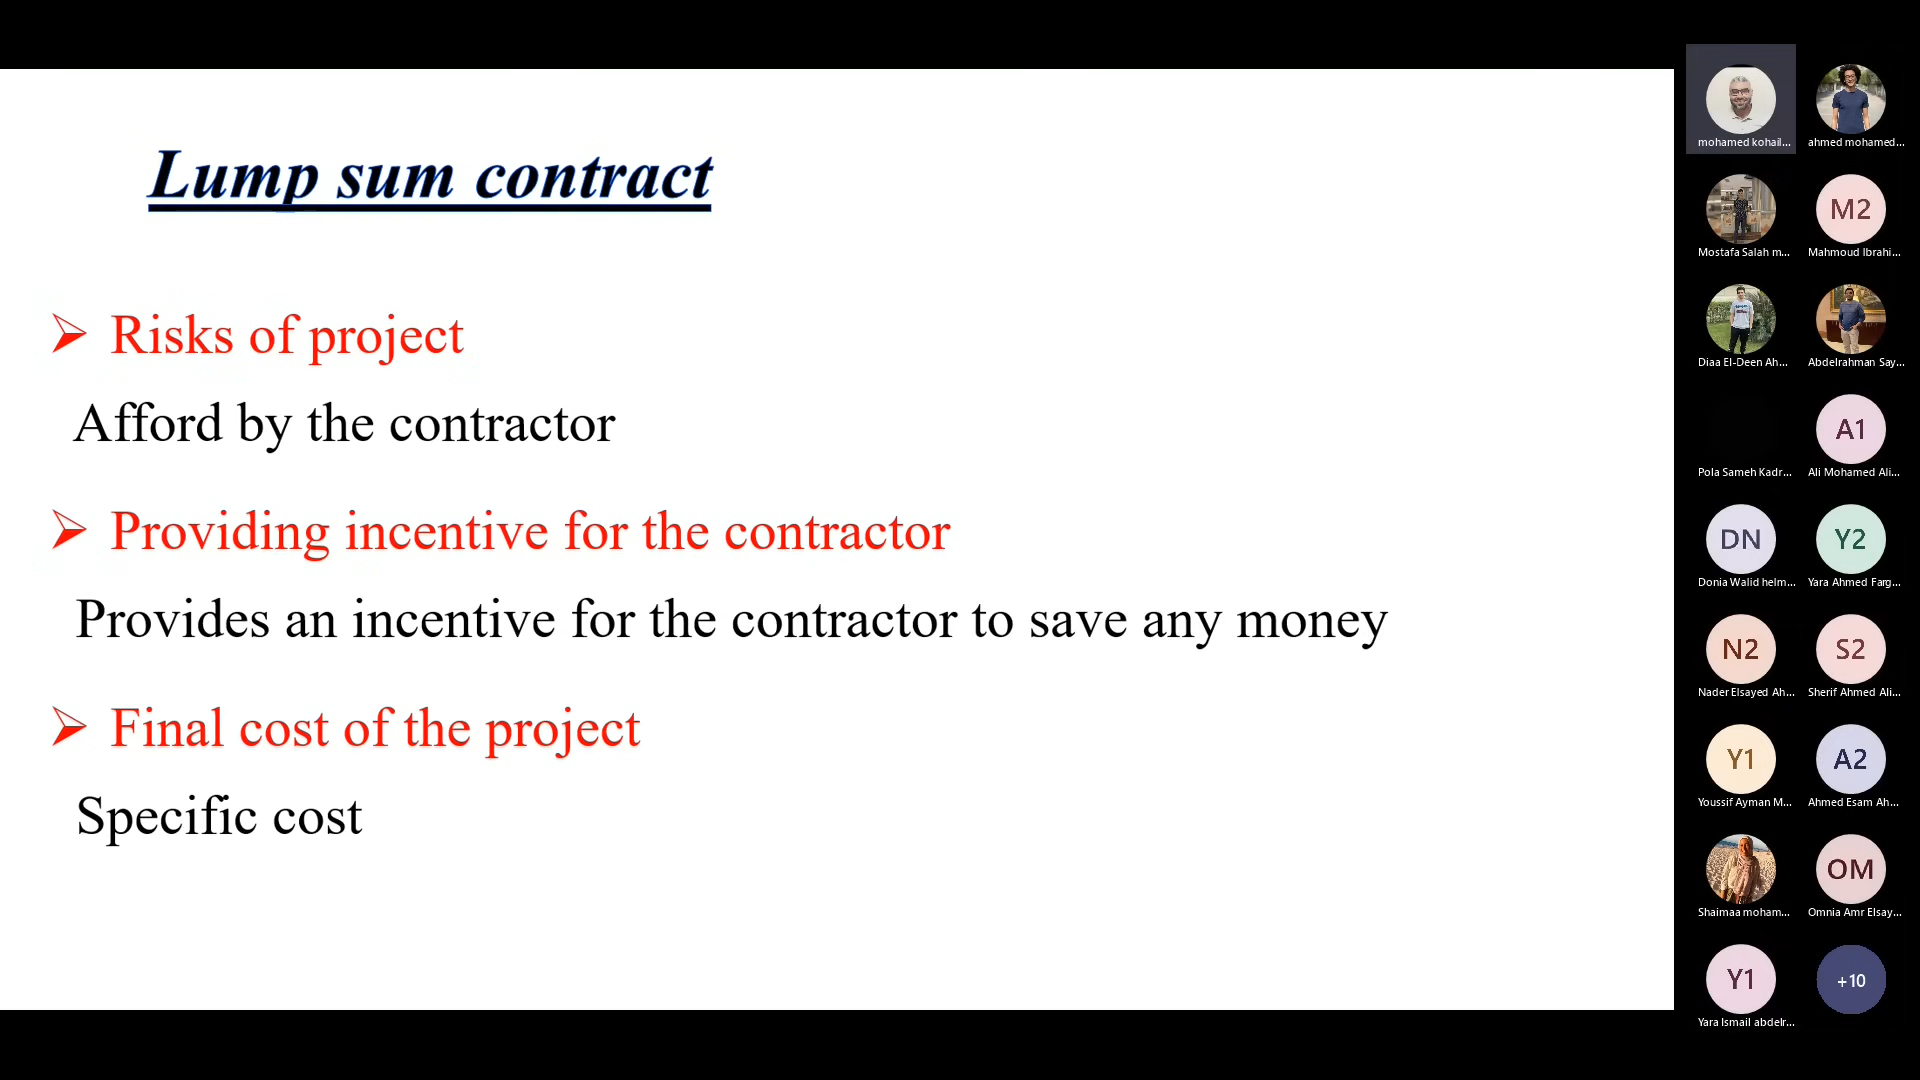 Lump sum contract
Risks of project
Afford by the contractor
Providing incentive for the contractor
Provides an incentive for the contractor to save any money
Final cost of the project
Specific cost
mohamed kohail...
ahmed mohamed...
Mostafa Salah m...
M2
Mahmoud Ibrahi...
Diaa El-Deen Ah...
Abdelrahman Say...
Pola Sameh Kadr...
A1
Ali Mohamed Ali...
DN
Donia Walid helm...
Y2
Yara Ahmed Farg...
N2
Nader Elsayed Ah...
S2
Sherif Ahmed Ali...
Y1
Youssif Ayman M...
A2
Ahmed Esam Ah...
Shaimaa moham...
OM
Omnia Amr Elsay...
Y1
Yara Ismail abdelr...
+10